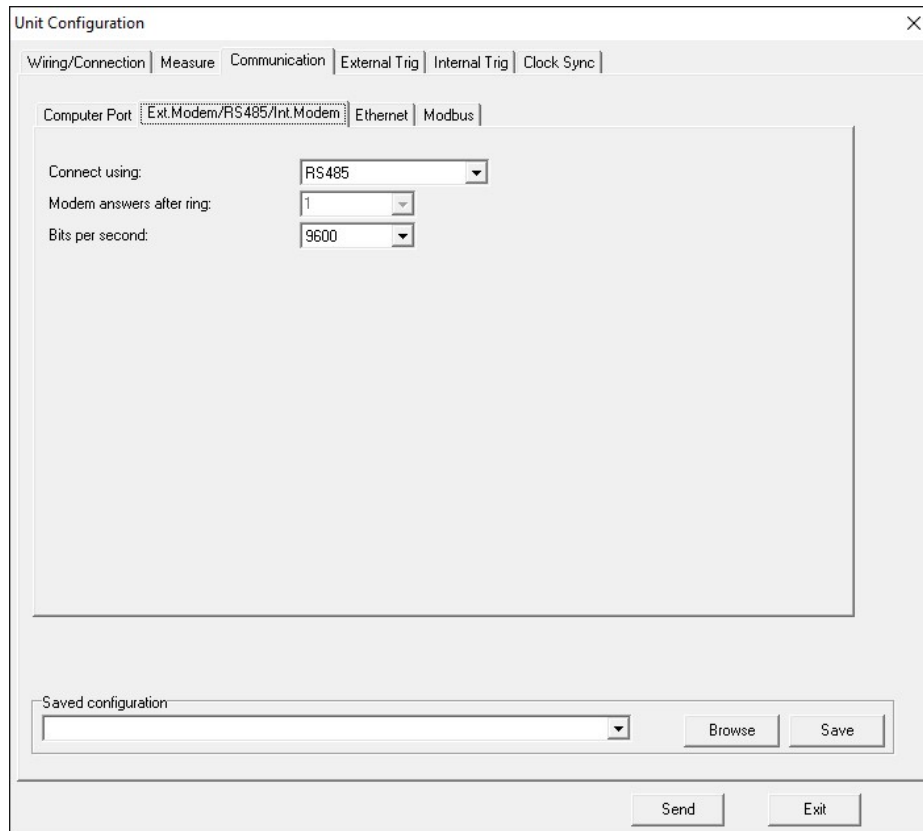 Unit Configuration
Wiring/Connection Measure Communication External Trig Internal Trig Clock Sync
Computer Port Ext.Modem/RS485/Int.Modem Ethernet Modbus
Connect using: RS485
Modem answers after ring: 1
Bits per second: 9600
Saved configuration
Browse Save
Send Exit